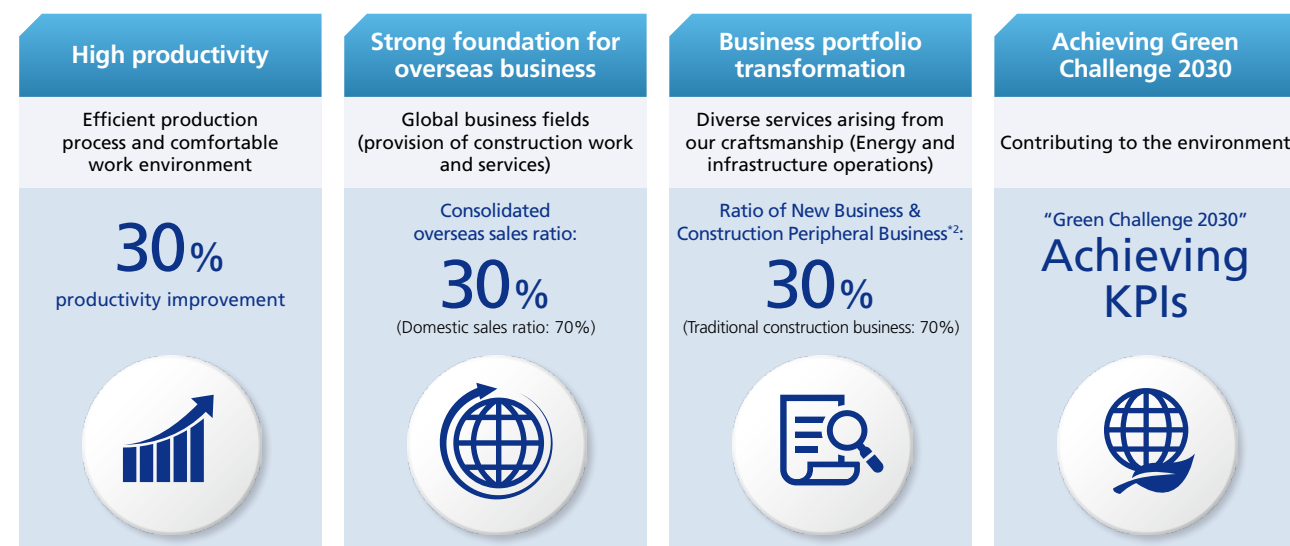 High productivity
Efficient production
process and comfortable
work environment
30%
productivity improvement
Strong foundation for
overseas business
Global business fields
(provision of construction work
and services)
Consolidated
overseas sales ratio:
30%
(Domestic sales ratio: 70%)
Business portfolio
transformation
Diverse services arising from
our craftsmanship (Energy and
infrastructure operations)
Ratio of New Business &
Construction Peripheral Business*2:
30%
(Traditional construction business: 70%)
Achieving Green
Challenge 2030
Contributing to the environment
“Green Challenge 2030”
Achieving
KPIs